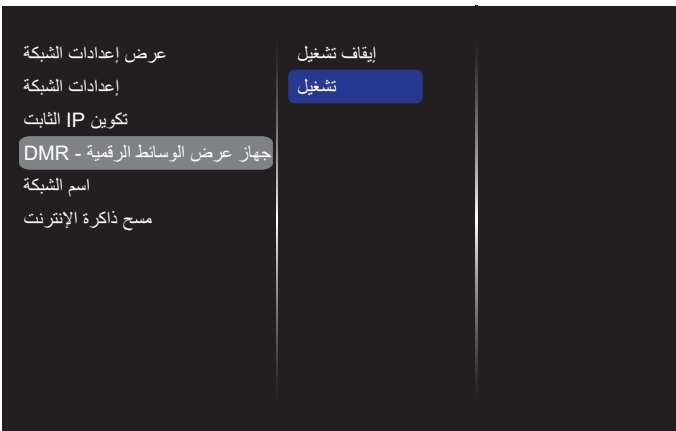 عرض إعدادات الشبكة
إعدادات الشبكة
تكوين IP الثابت
جهاز عرض الوسائط الرقمية - DMR
اسم الشبكة
مسح ذاكرة الإنترنت
إيقاف تشغيل
تشغيل